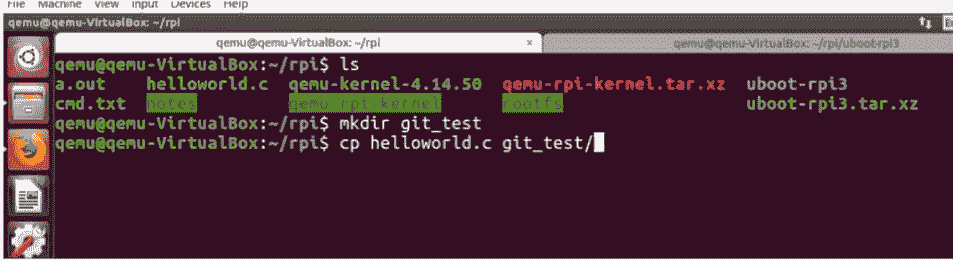 File Machine View Input Devices Help
qemu@qemu-VirtualBox: ~/rpi
qemu@qemu-VirtualBox: ~/rpi × qemu@qemu-VirtualBox: ~/rpi/uboot-rpi3
qemu@qemu-VirtualBox:~/rpi$ ls
a.out helloworld.c qemu-kernel-4.14.50 qemu-rpi-kernel.tar.xz uboot-rpi3
cmd.txt notes qemu-rpi-kernel rootfs uboot-rpi3.tar.xz
qemu@qemu-VirtualBox:~/rpi$ mkdir git_test
qemu@qemu-VirtualBox:~/rpi$ cp helloworld.c git_test/